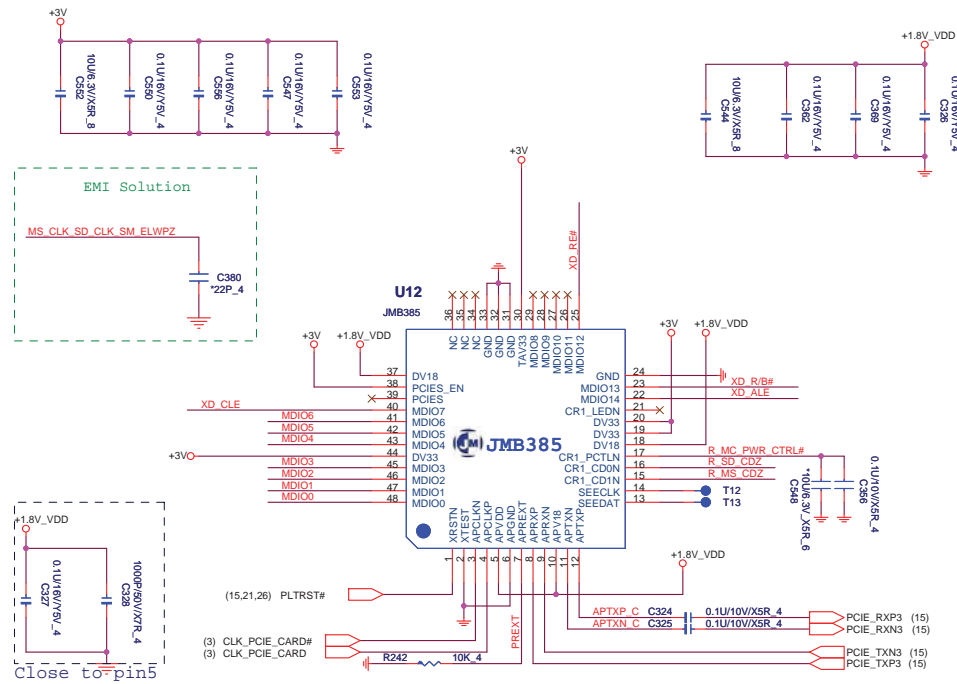 +3V
10U/6.3V/X5R_8
C552
0.1U/16V/Y5V_4
C550
0.1U/16V/Y5V_4
C556
0.1U/16V/Y5V_4
C547
0.1U/16V/Y5V_4
C553
+1.8V_VDD
10U/6.3V/X5R_8
C544
0.1U/16V/Y5V_4
C362
0.1U/16V/Y5V_4
C369
0.1U/16V/Y5V_4
C326
EMI Solution
MS_CLK_SD_CLK_SM_ELWPZ
C380
*22P_4
+3V
XD_RE#
U12
JMB385
36 35 34 33 32 31 30 29 28 27 26 25
NC
NC
NC
GND
GND
GND
TAV33
MDIO8
MDIO9
MDIO10
MDIO11
MDIO12
+3V
+1.8V_VDD
37 DV18
38 PCIES_EN
39 PCIES
XD_CLE 40 MDIO7
MDIO6 41 MDIO6
MDIO5 42 MDIO5
MDIO4 43 MDIO4
+3V 44 DV33
MDIO3 45 MDIO3
MDIO2 46 MDIO2
MDIO1 47 MDIO1
MDIO0 48 MDIO0
JM JMB385
+3V
+1.8V_VDD
GND 24
MDIO13 23 XD_R/B#
MDIO14 22 XD_ALE
CR1_LEDN 21
DV33 20
DV33 19
DV18 18
CR1_PCTLN 17 R_MC_PWR_CTRL#
CR1_CD0N 16 R_SD_CDZ
CR1_CD1N 15 R_MS_CDZ
SEECLK 14 T12
SEEDAT 13 T13
*10U/6.3V_X5R_6
C548
0.1U/10V/X5R_4
C356
XRSTN
XTEST
APCLKN
APCLKP
APVDD
APGND
APREXT
APRXP
APRXN
APV18
APTXN
APTXP
1 2 3 4 5 6 7 8 9 10 11 12
+1.8V_VDD
0.1U/16V/Y5V_4
C327
1000P/50V/X7R_4
C328
Close to pin5
+1.8V_VDD
(15,21,26) PLTRST#
(3) CLK_PCIE_CARD#
(3) CLK_PCIE_CARD
PREXT
R242 10K_4
APTXP_C C324 0.1U/10V/X5R_4 PCIE_RXP3 (15)
APTXN_C C325 0.1U/10V/X5R_4 PCIE_RXN3 (15)
PCIE_TXN3 (15)
PCIE_TXP3 (15)